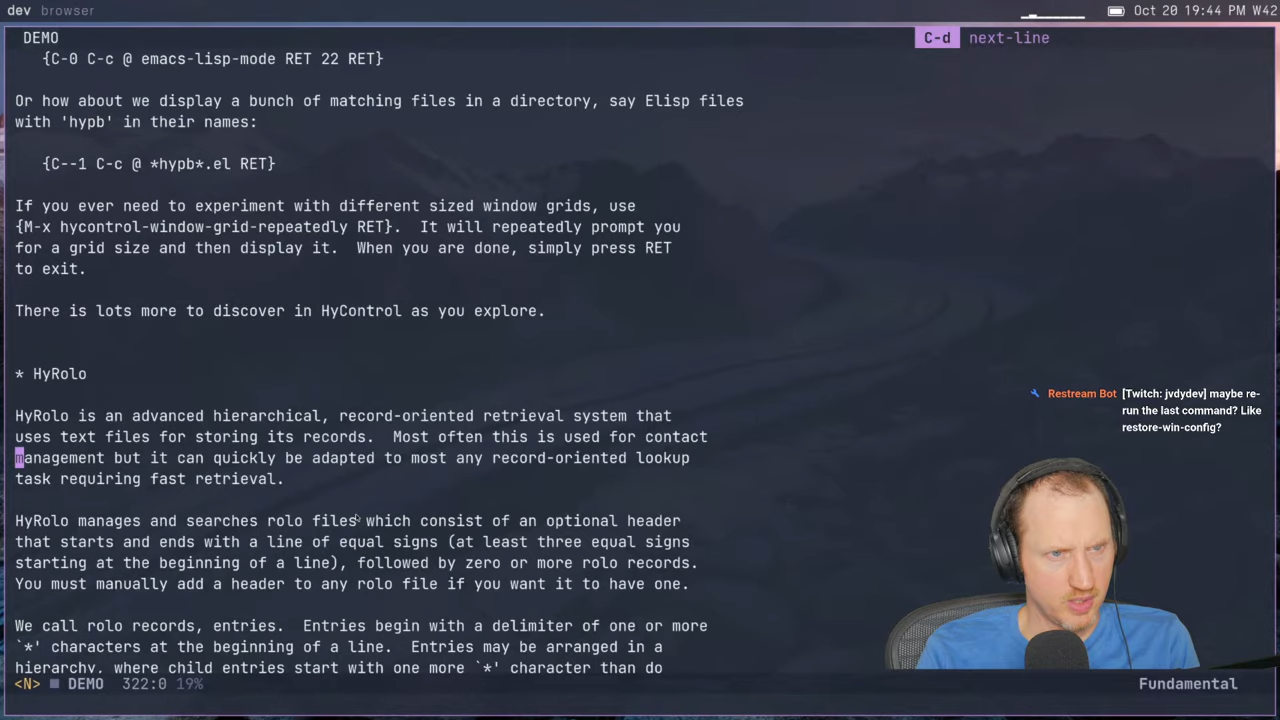 dev browser
Oct 20 19:44 PM W42
DEMO
C-d next-line
{C-0 C-c @ emacs-lisp-mode RET 22 RET}
Or how about we display a bunch of matching files in a directory, say Elisp files
with 'hypb' in their names:
{C--1 C-c @ *hypb*.el RET}
If you ever need to experiment with different sized window grids, use
{M-x hycontrol-window-grid-repeatedly RET}.  It will repeatedly prompt you
for a grid size and then display it.  When you are done, simply press RET
to exit.
There is lots more to discover in HyControl as you explore.
* HyRolo
HyRolo is an advanced hierarchical, record-oriented retrieval system that
uses text files for storing its records.  Most often this is used for contact
management but it can quickly be adapted to most any record-oriented lookup
task requiring fast retrieval.
HyRolo manages and searches rolo files which consist of an optional header
that starts and ends with a line of equal signs (at least three equal signs
starting at the beginning of a line), followed by zero or more rolo records.
You must manually add a header to any rolo file if you want it to have one.
We call rolo records, entries.  Entries begin with a delimiter of one or more
`*' characters at the beginning of a line.  Entries may be arranged in a
hierarchy, where child entries start with one more `*' character than do
Restream Bot [Twitch: jvdydev] maybe re-
run the last command? Like
restore-win-config?
<N> DEMO 322:0 19%
Fundamental